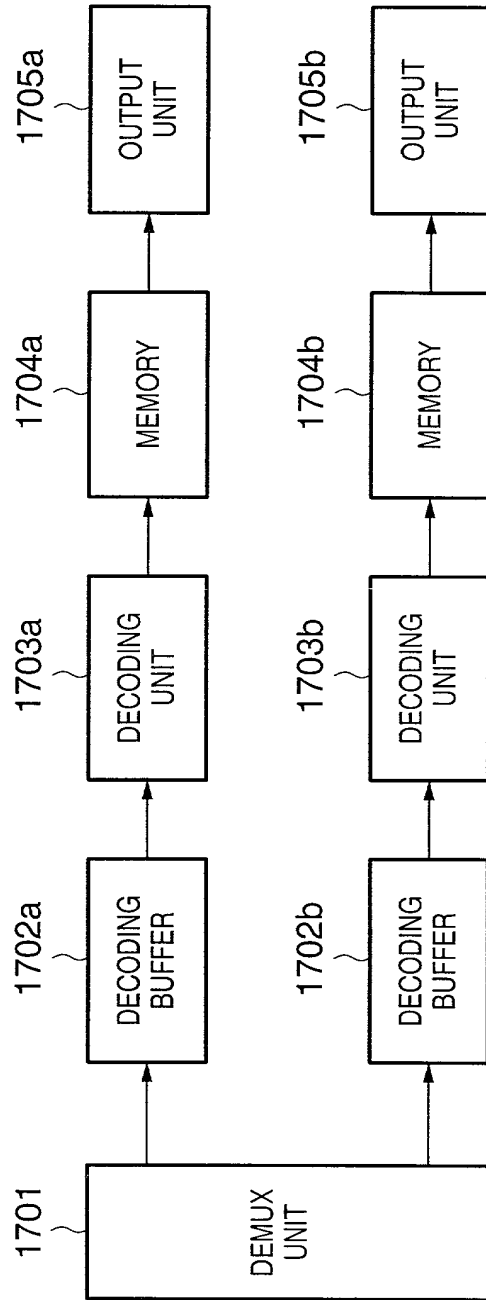 1701
DEMUX
UNIT
1702a
DECODING
BUFFER
1703a
DECODING
UNIT
1704a
MEMORY
1705a
OUTPUT
UNIT
1702b
DECODING
BUFFER
1703b
DECODING
UNIT
1704b
MEMORY
1705b
OUTPUT
UNIT